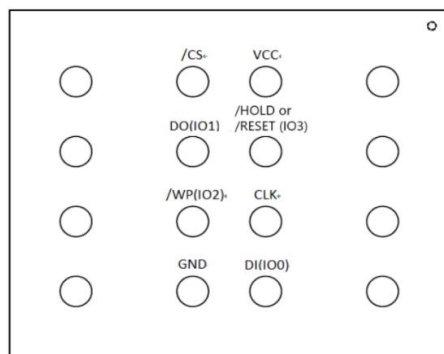 /CS VCC
/HOLD or
DO(IO1) /RESET (IO3)
/WP(IO2) CLK
GND DI(IO0)